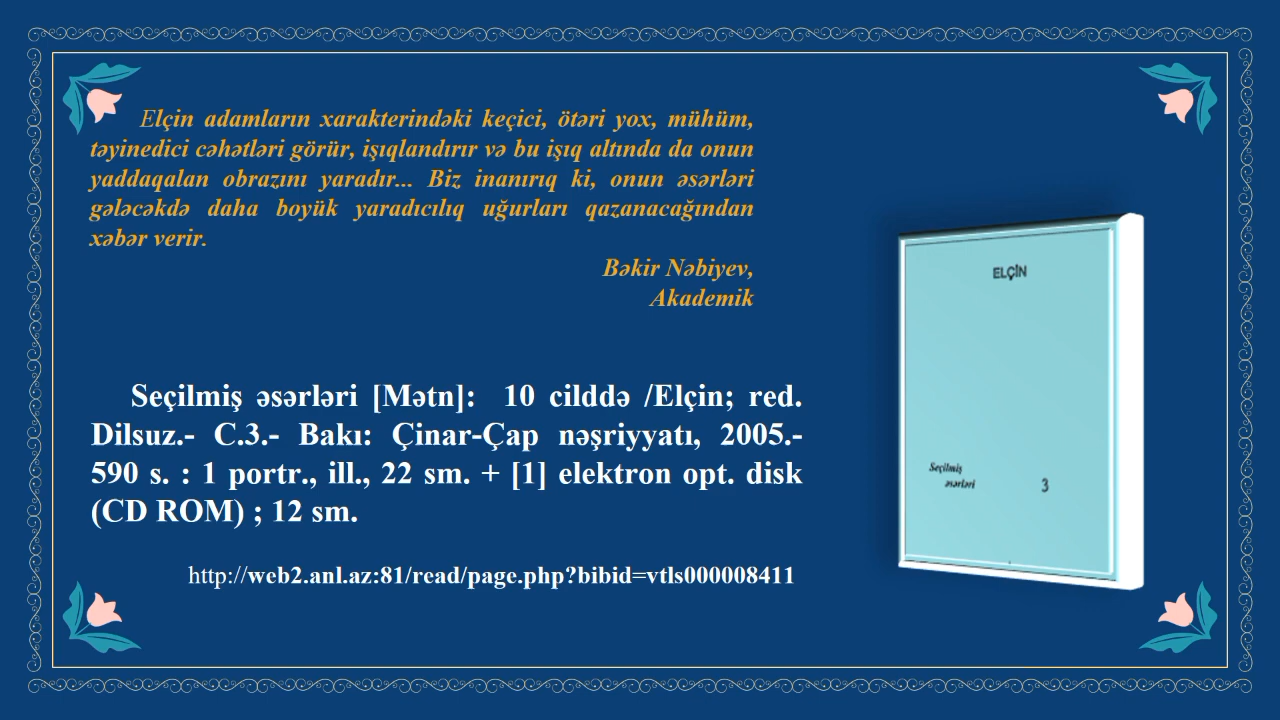 Elçin adamların xarakterindəki keçici, ötəri yox, mühüm,
təyinedici cəhətləri görür, işıqlandırır və bu işıq altında da onun
yaddaqalan obrazını yaradır... Biz inanırıq ki, onun əsərləri
gələcəkdə daha boyük yaradıcılıq uğurları qazanacağından
xəbər verir.
Bəkir Nəbiyev,
Akademik
Seçilmiş əsərləri [Mətn]: 10 cilddə /Elçin; red.
Dilsuz.- C.3.- Bakı: Çinar-Çap nəşriyyatı, 2005.-
590 s. : 1 portr., ill., 22 sm. + [1] elektron opt. disk
(CD ROM) ; 12 sm.
http://web2.anl.az:81/read/page.php?bibid=vtls000008411
ELÇİN
Seçilmiş
əsərləri
3